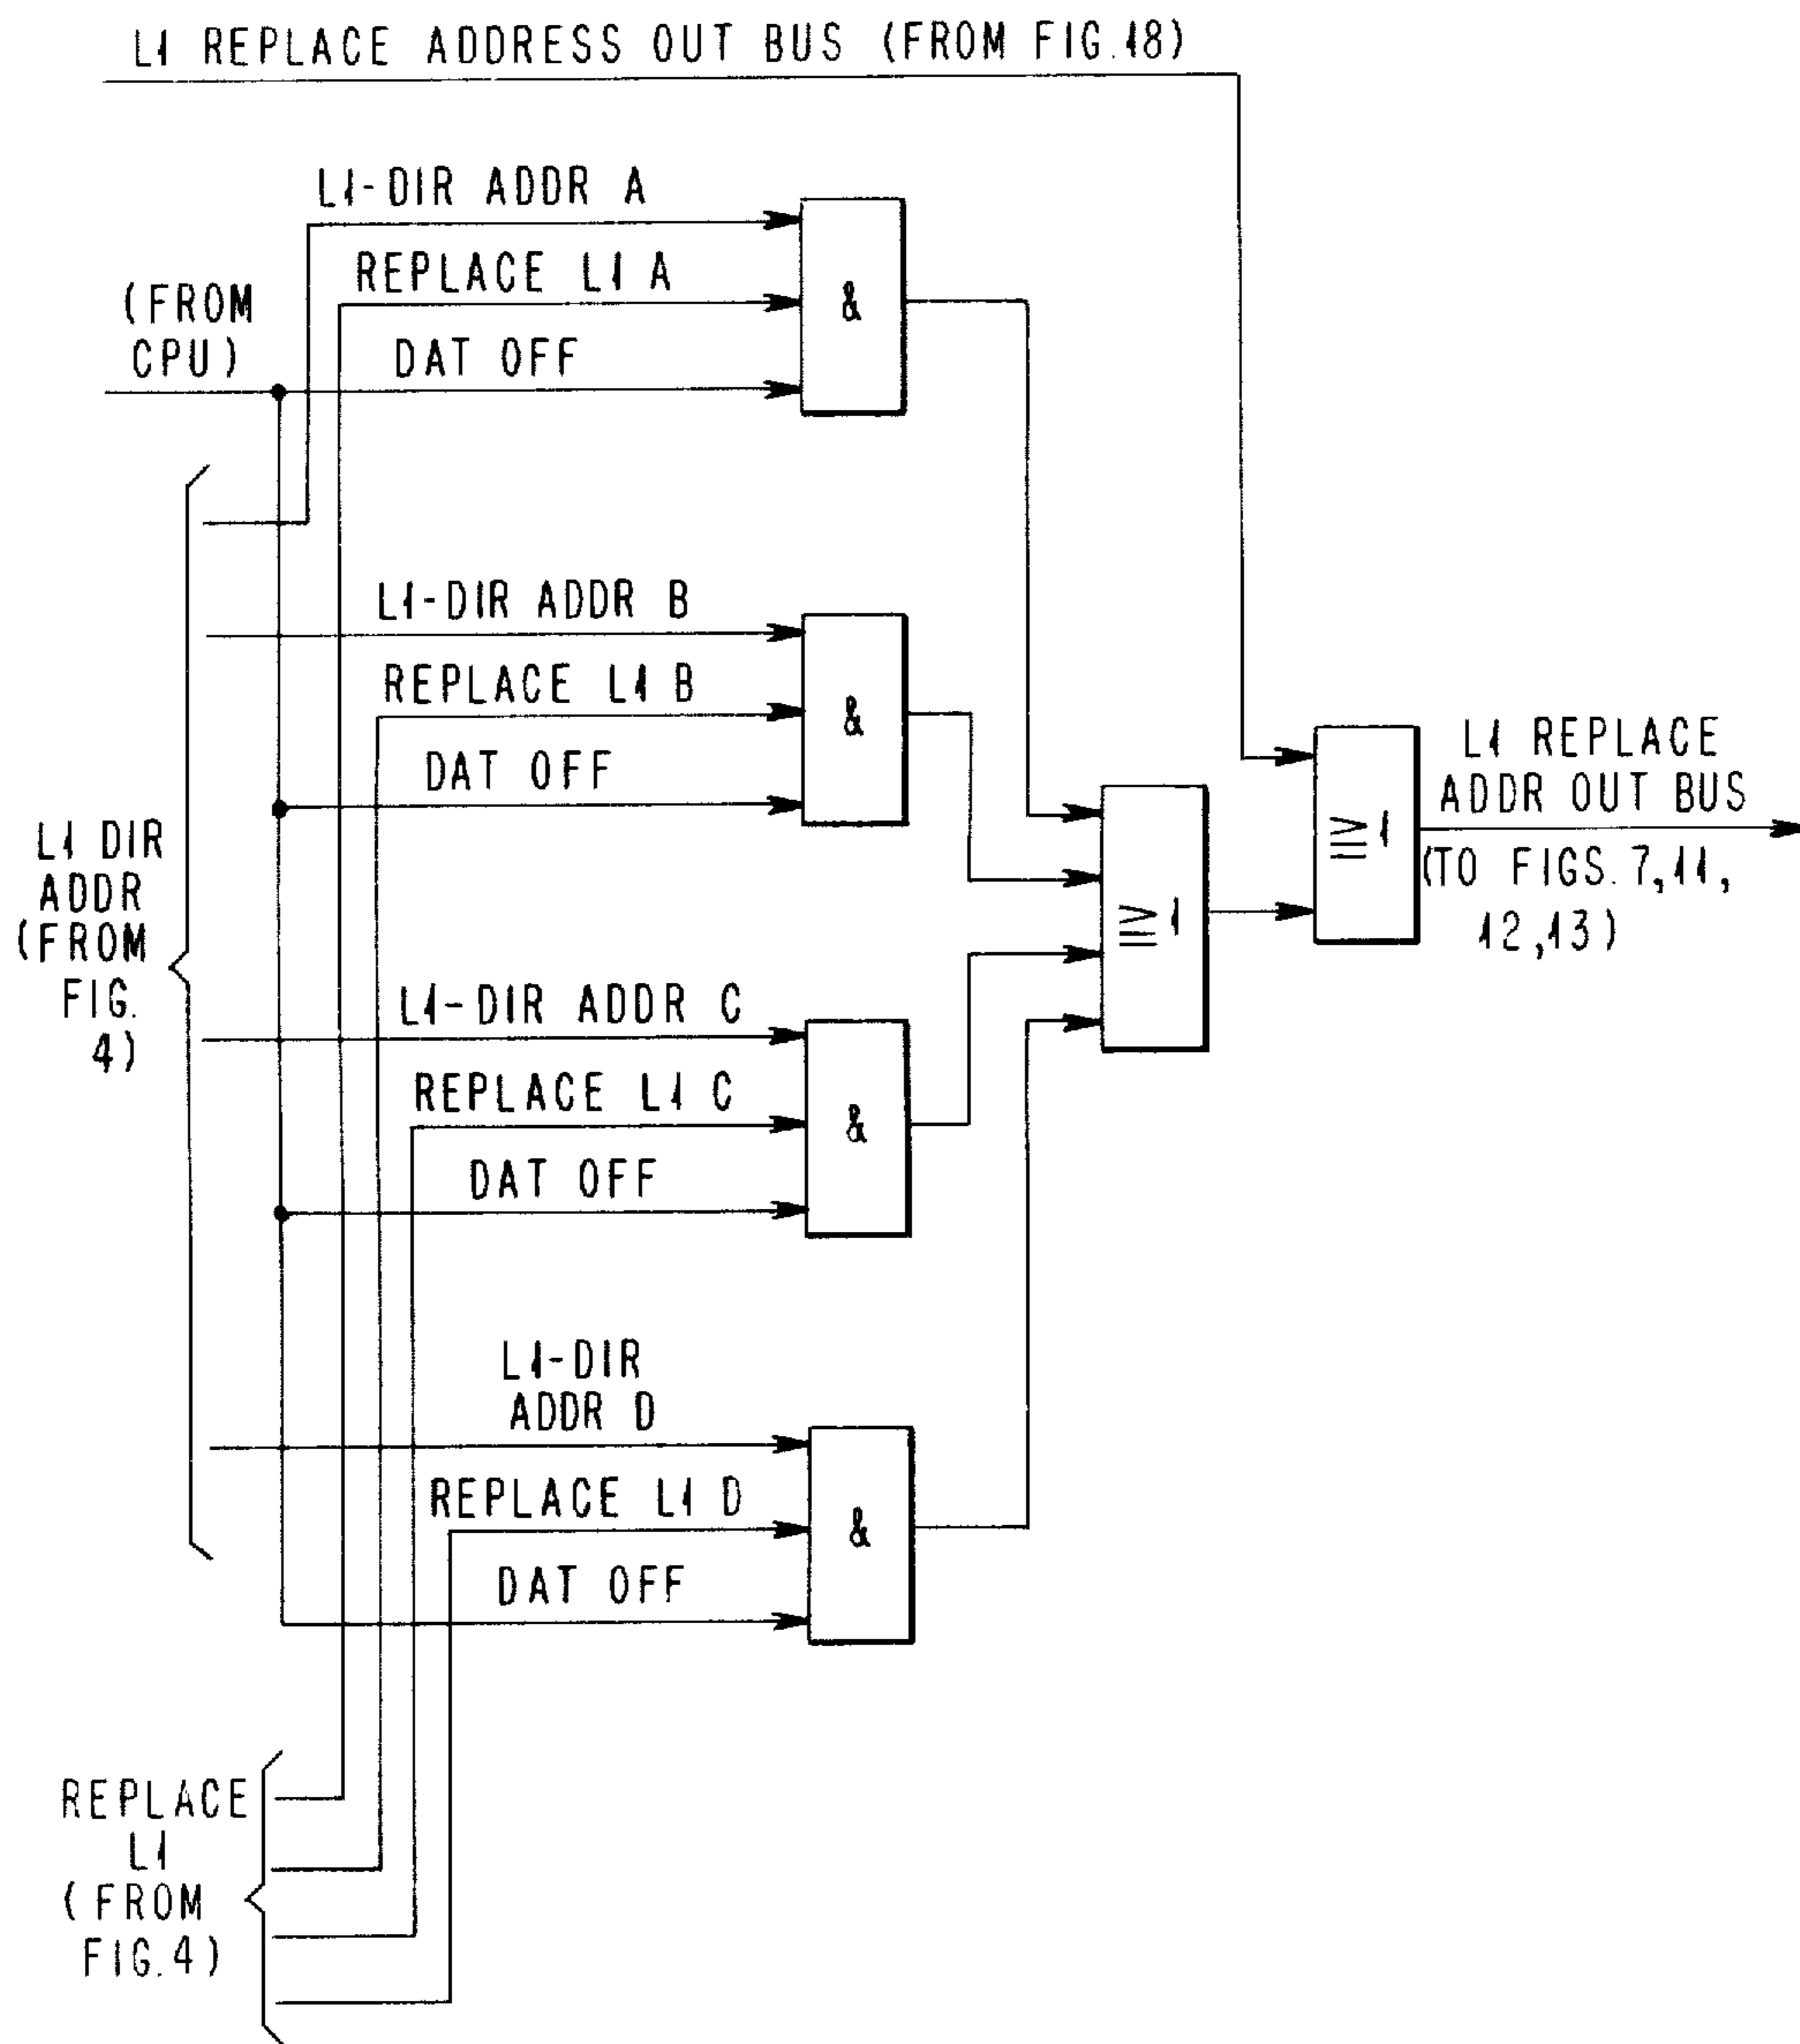 L1 REPLACE ADDRESS OUT BUS (FROM FIG.18)
L1-DIR ADDR A
REPLACE L1 A
(FROM
CPU)
DAT OFF
&
L1-DIR ADDR B
REPLACE L1 B
DAT OFF
&
L1 DIR
ADDR
(FROM
FIG.
4)
L1 REPLACE
ADDR OUT BUS
(TO FIGS. 7,11,
12,13)
≥1
≥1
L1-DIR ADDR C
REPLACE L1 C
DAT OFF
&
L1-DIR
ADDR D
REPLACE L1 D
DAT OFF
&
REPLACE
L1
(FROM
FIG.4)